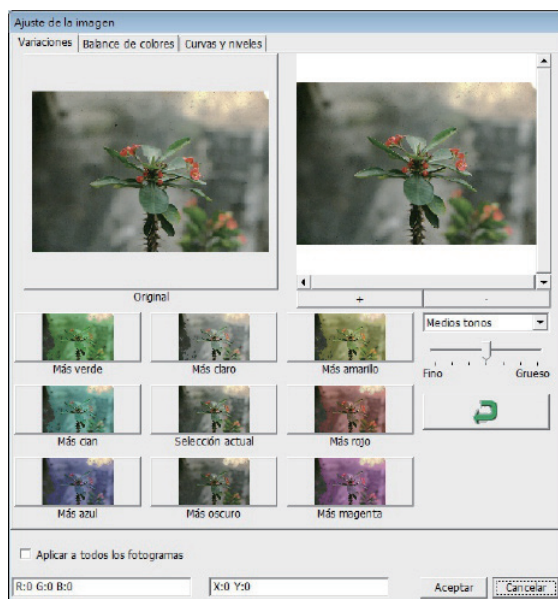 Ajuste de la imagen
Variaciones Balance de colores Curvas y niveles
Original
+ -
Medios tonos
Fino Grueso
Más verde Más claro Más amarillo
Más cian Selección actual Más rojo
Más azul Más oscuro Más magenta
Aplicar a todos los fotogramas
R:0 G:0 B:0 X:0 Y:0 Aceptar Cancelar